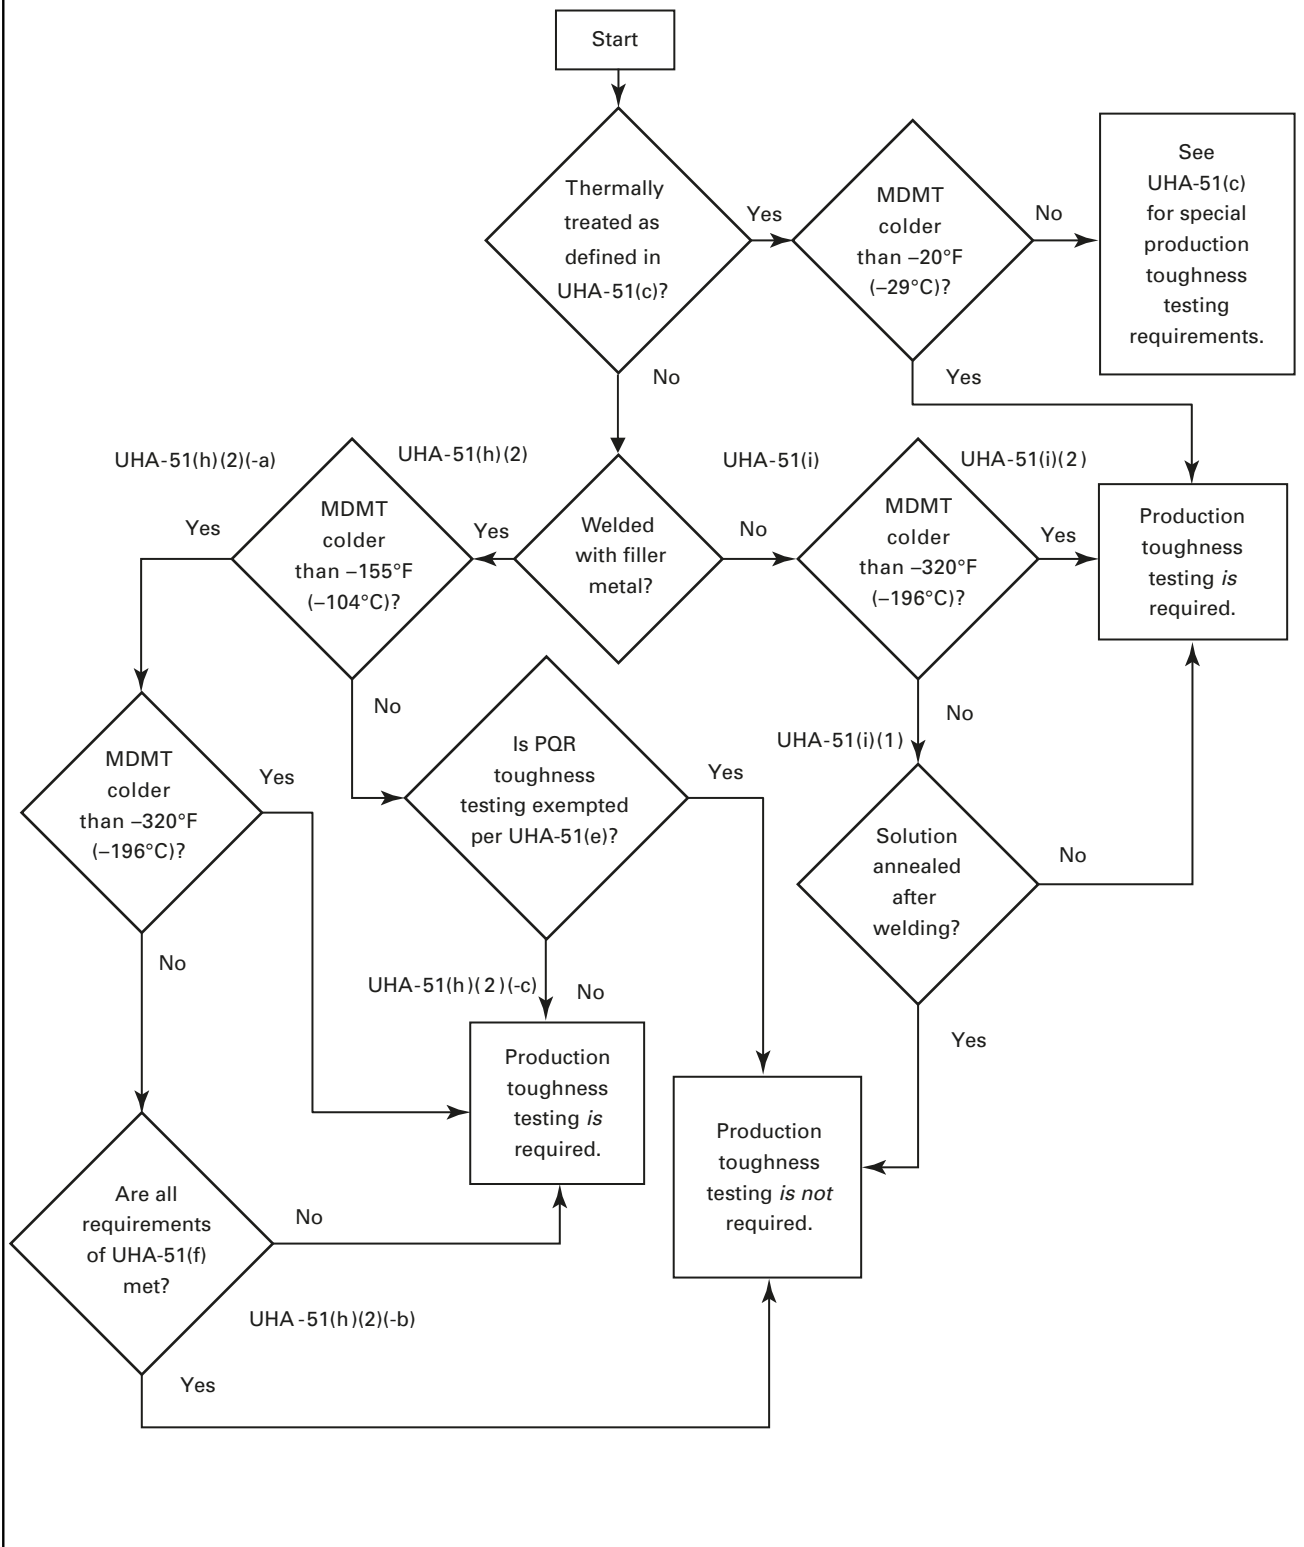 Start
Thermally
treated as
defined in
UHA-51(c)?
Yes
MDMT
colder
than –20°F
(–29°C)?
No
See
UHA-51(c)
for special
production
toughness
testing
requirements.
No
Yes
UHA-51(h)(2)(-a)
UHA-51(h)(2)
UHA-51(i)
UHA-51(i)(2)
Yes
MDMT
colder
than –155°F
(–104°C)?
Yes
Welded
with filler
metal?
No
MDMT
colder
than –320°F
(–196°C)?
Yes
Production
toughness
testing is
required.
No
No
UHA-51(i)(1)
MDMT
colder
than –320°F
(–196°C)?
Yes
Is PQR
toughness
testing exempted
per UHA-51(e)?
Yes
Solution
annealed
after
welding?
No
No
UHA-51(h)(2)(-c)
No
Yes
Production
toughness
testing is
required.
Production
toughness
testing is not
required.
Are all
requirements
of UHA-51(f)
met?
No
UHA-51(h)(2)(-b)
Yes